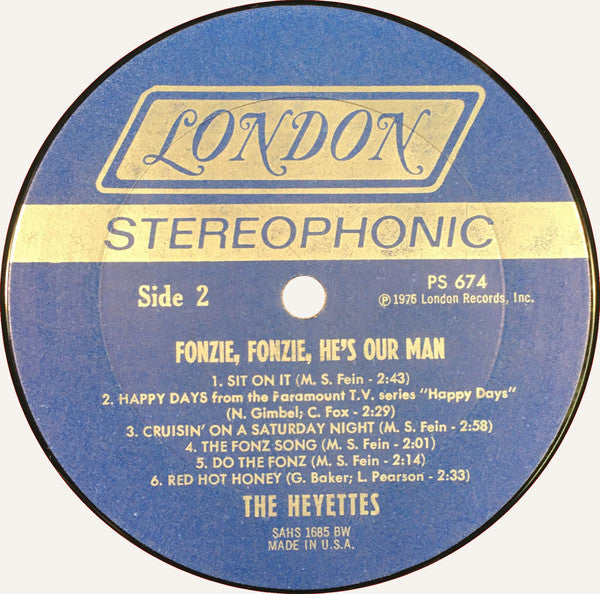 LONDON
STEREOPHONIC
Side 2
PS 674
℗ 1976 London Records, Inc.
FONZIE, FONZIE, HE'S OUR MAN
1. SIT ON IT (M. S. Fein - 2:43)
2. HAPPY DAYS from the Paramount T.V. series "Happy Days"
(N. Gimbel; C. Fox - 2:29)
3. CRUISIN' ON A SATURDAY NIGHT (M. S. Fein - 2:58)
4. THE FONZ SONG (M. S. Fein - 2:01)
5. DO THE FONZ (M. S. Fein - 2:14)
6. RED HOT HONEY (G. Baker; L. Pearson - 2:33)
THE HEYETTES
SAHS 1685 BW
MADE IN U.S.A.